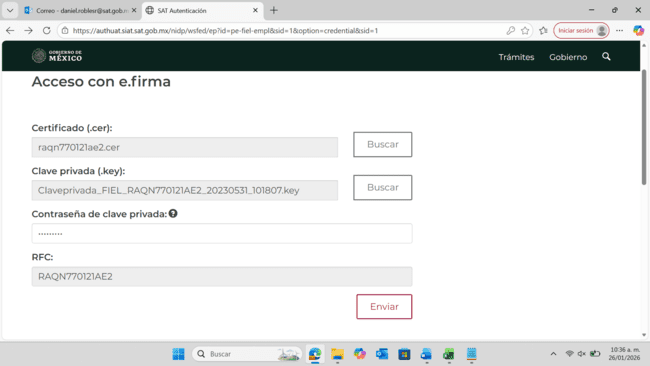 Correo - daniel.roblesr@sat.gob.m
SAT Autenticación
https://authuat.siat.sat.gob.mx/nidp/wsfed/ep?id=pe-fiel-empl&sid=1&option=credential&sid=1
Iniciar sesión
GOBIERNO DE
MÉXICO
Trámites
Gobierno
Acceso con e.firma
Certificado (.cer):
raqn770121ae2.cer
Buscar
Clave privada (.key):
Claveprivada_FIEL_RAQN770121AE2_20230531_101807.key
Buscar
Contraseña de clave privada:
•••••••••
RFC:
RAQN770121AE2
Enviar
Buscar
10:36 a. m.
26/01/2026